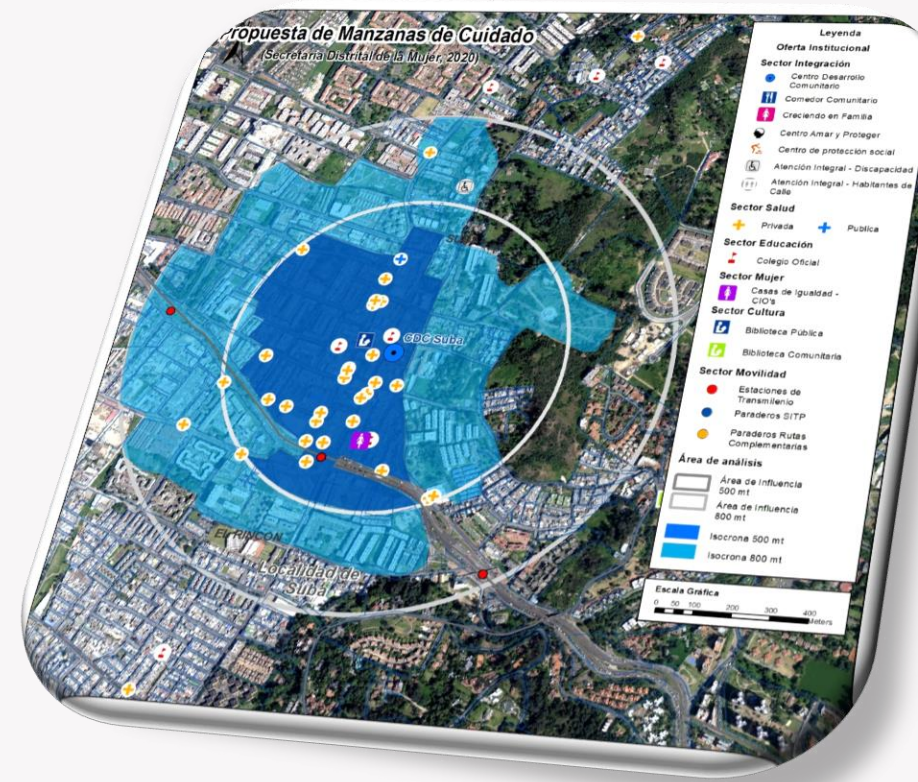 Propuesta de Manzanas de Cuidado
(Secretaría Distrital de la Mujer, 2020)
CDC Suba
Localidad de
Suba
Leyenda
Oferta Institucional
Sector Integración
Centro Desarrollo
Comunitario
Comedor Comunitario
Creciendo en Familia
Centro Amar y Proteger
Centro de protección social
Atención Integral - Discapacidad
Atención Integral - Habitantes de
Calle
Sector Salud
Privada
Publica
Sector Educación
Colegio Oficial
Sector Mujer
Casas de Igualdad -
CIO's
Sector Cultura
Biblioteca Pública
Biblioteca Comunitaria
Sector Movilidad
Estaciones de
Transmilenio
Paraderos SITP
Paraderos Rutas
Complementarias
Área de análisis
Área de Influencia
500 mt
Área de Influencia
800 mt
Isocrona 500 mt
Isocrona 800 mt
Escala Gráfica
0 50 100 200 300 400
Meters